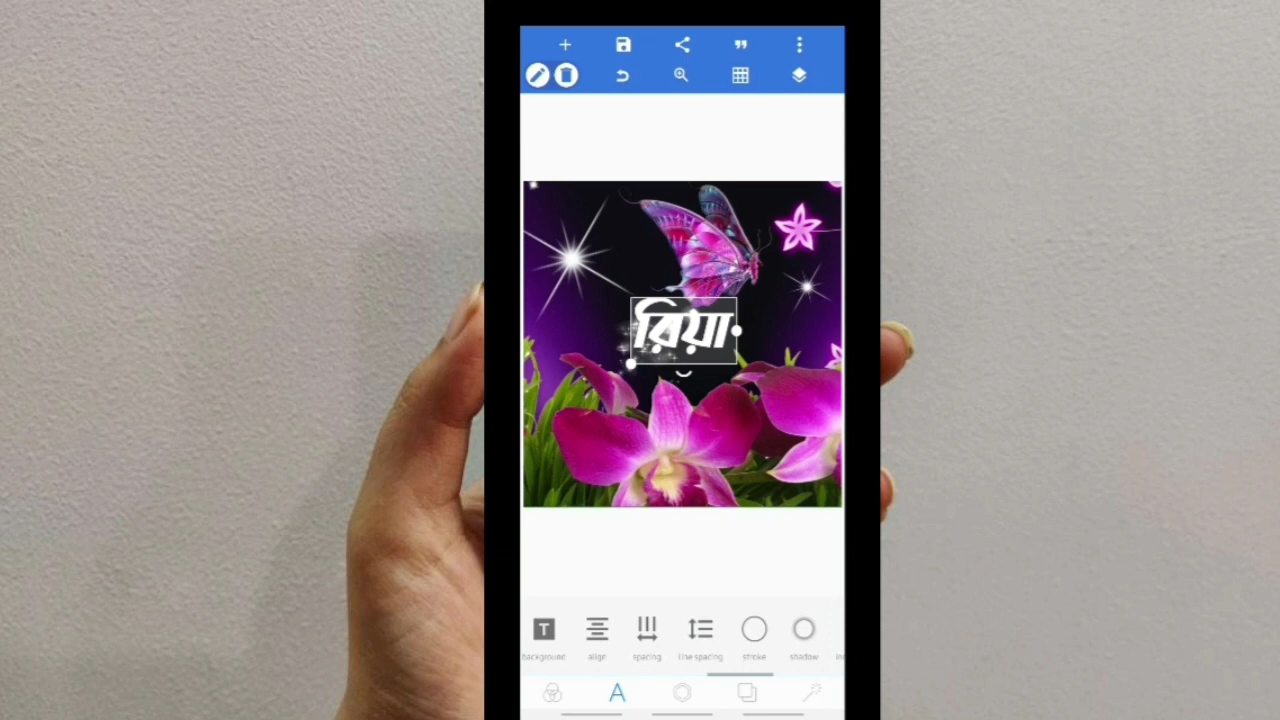 রিয়া
T
background
align
spacing
line spacing
stroke
shadow
A